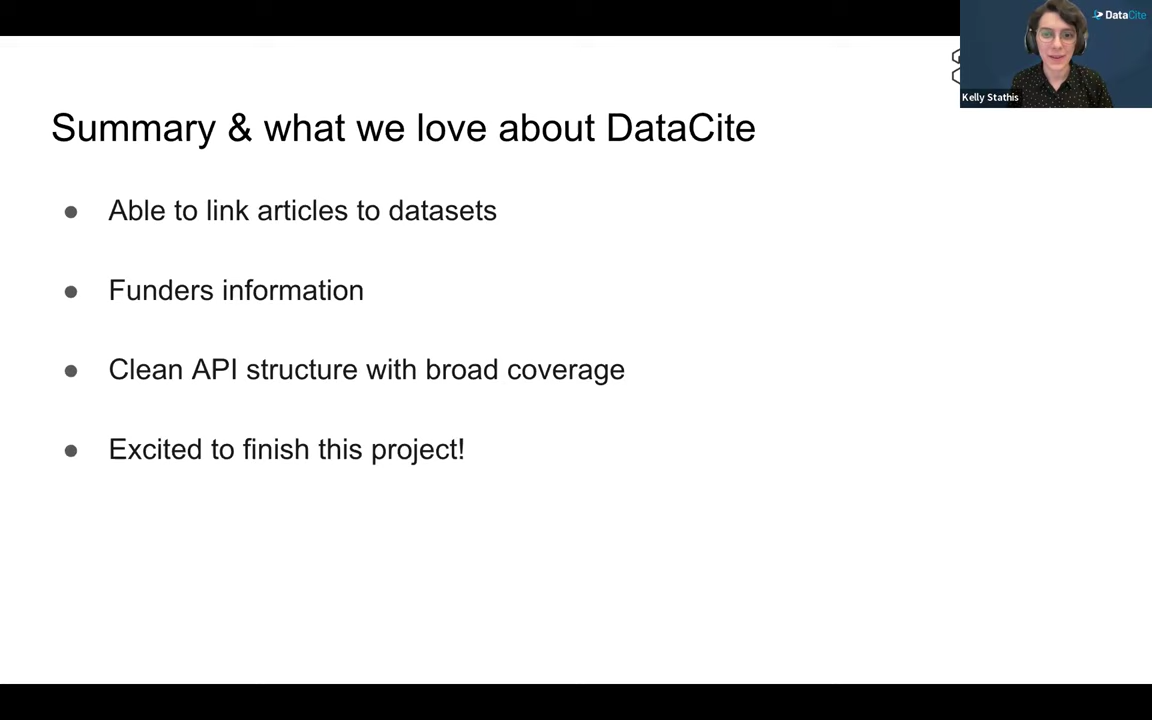 DataCite
Kelly Stathis
Summary & what we love about DataCite
● Able to link articles to datasets
● Funders information
● Clean API structure with broad coverage
● Excited to finish this project!